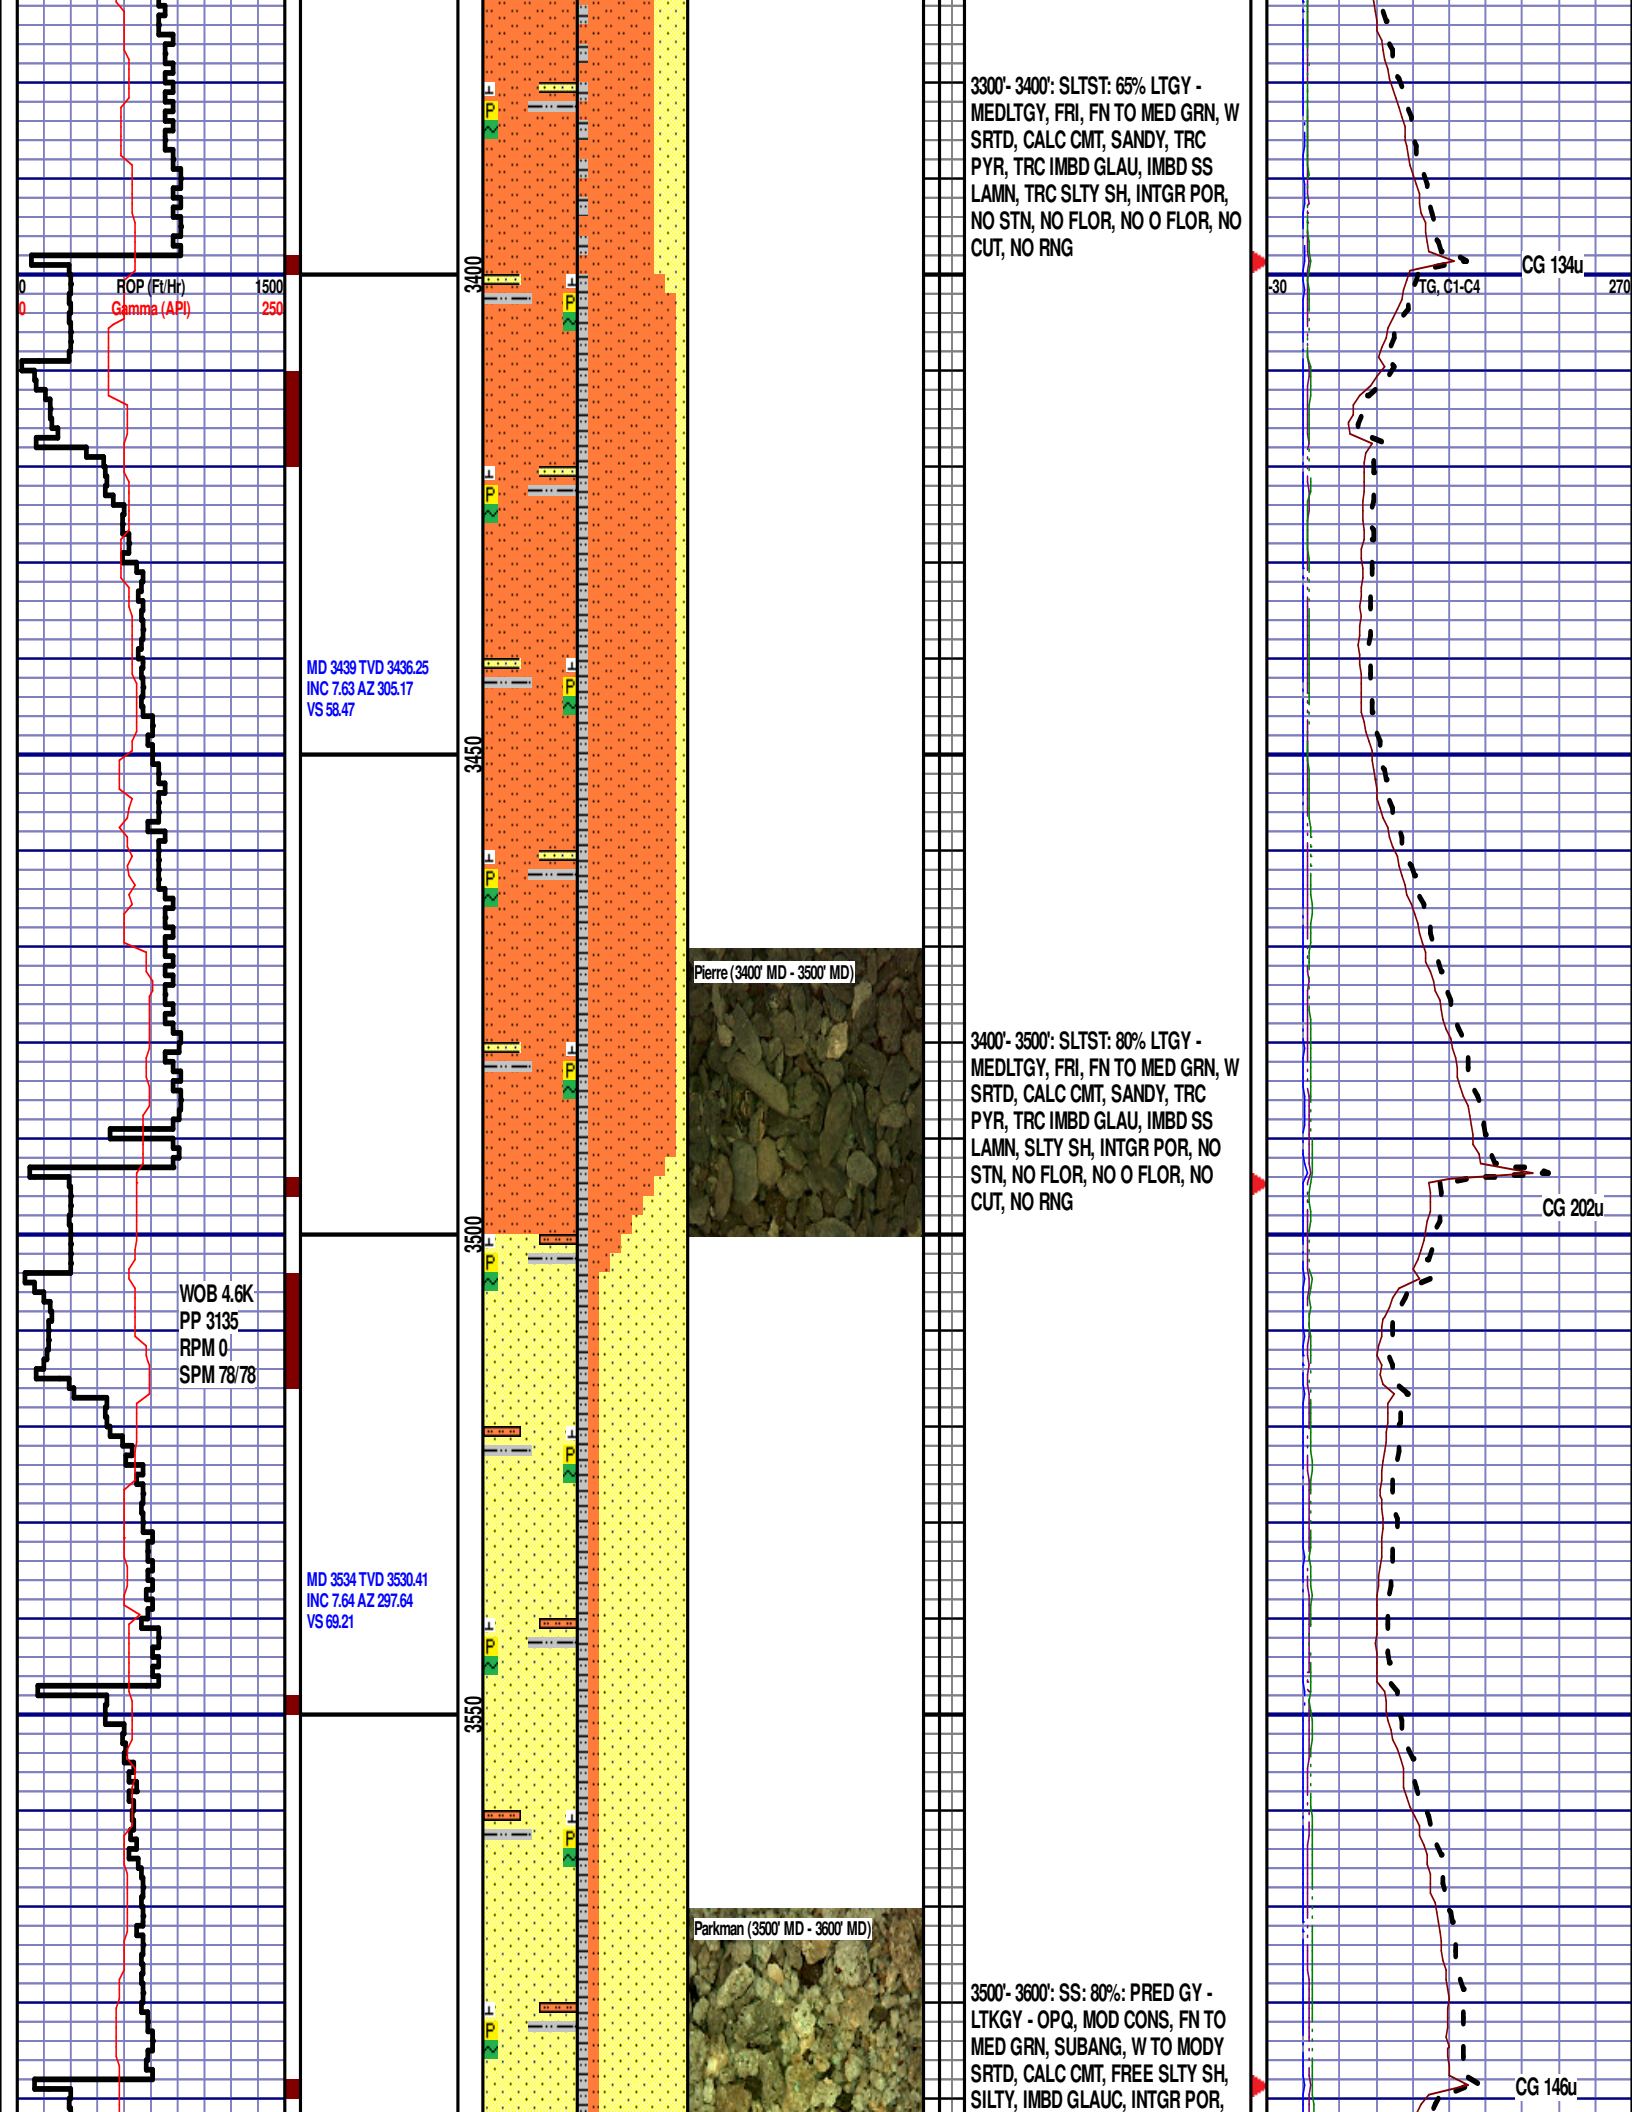 3300'- 3400': SLTST: 65% LTGY -
MEDLTGY, FRI, FN TO MED GRN, W
SRTD, CALC CMT, SANDY, TRC
PYR, TRC IMBD GLAU, IMBD SS
LAMN, TRC SLTY SH, INTGR POR,
NO STN, NO FLOR, NO O FLOR, NO
CUT, NO RNG
CG 134u
3400
0 ROP (Ft/Hr) 1500
0 Gamma (API) 250
-30 TG, C1-C4 270
P
P
P
MD 3439 TVD 3436.25
INC 7.63 AZ 305.17
VS 58.47
P
3450
P
Pierre (3400' MD - 3500' MD)
3400'- 3500': SLTST: 80% LTGY -
MEDLTGY, FRI, FN TO MED GRN, W
SRTD, CALC CMT, SANDY, TRC
PYR, TRC IMBD GLAU, IMBD SS
LAMN, SLTY SH, INTGR POR, NO
STN, NO FLOR, NO O FLOR, NO
CUT, NO RNG
P
CG 202u
3500
P
WOB 4.6K
PP 3135
RPM 0
SPM 78/78
P
MD 3534 TVD 3530.41
INC 7.64 AZ 297.64
VS 69.21
P
3550
P
Parkman (3500' MD - 3600' MD)
3500'- 3600': SS: 80%: PRED GY -
LTKGY - OPQ, MOD CONS, FN TO
MED GRN, SUBANG, W TO MODY
SRTD, CALC CMT, FREE SLTY SH,
SILTY, IMBD GLAUC, INTGR POR,
P
CG 146u